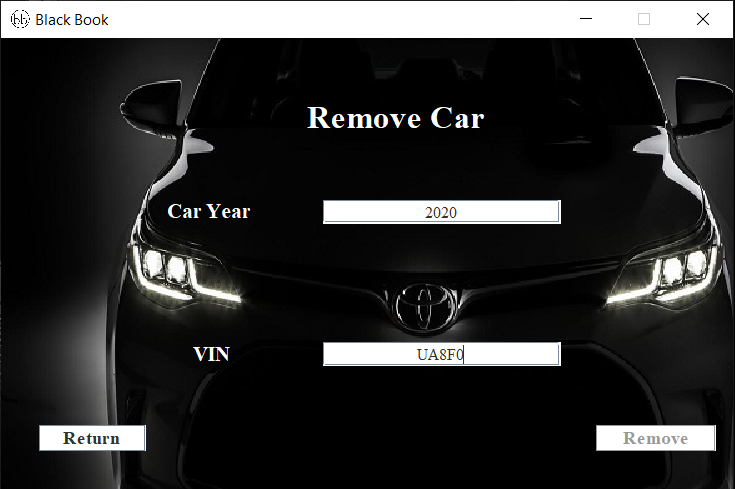 Black Book
Remove Car
Car Year 2020
VIN UA8F0
Return Remove